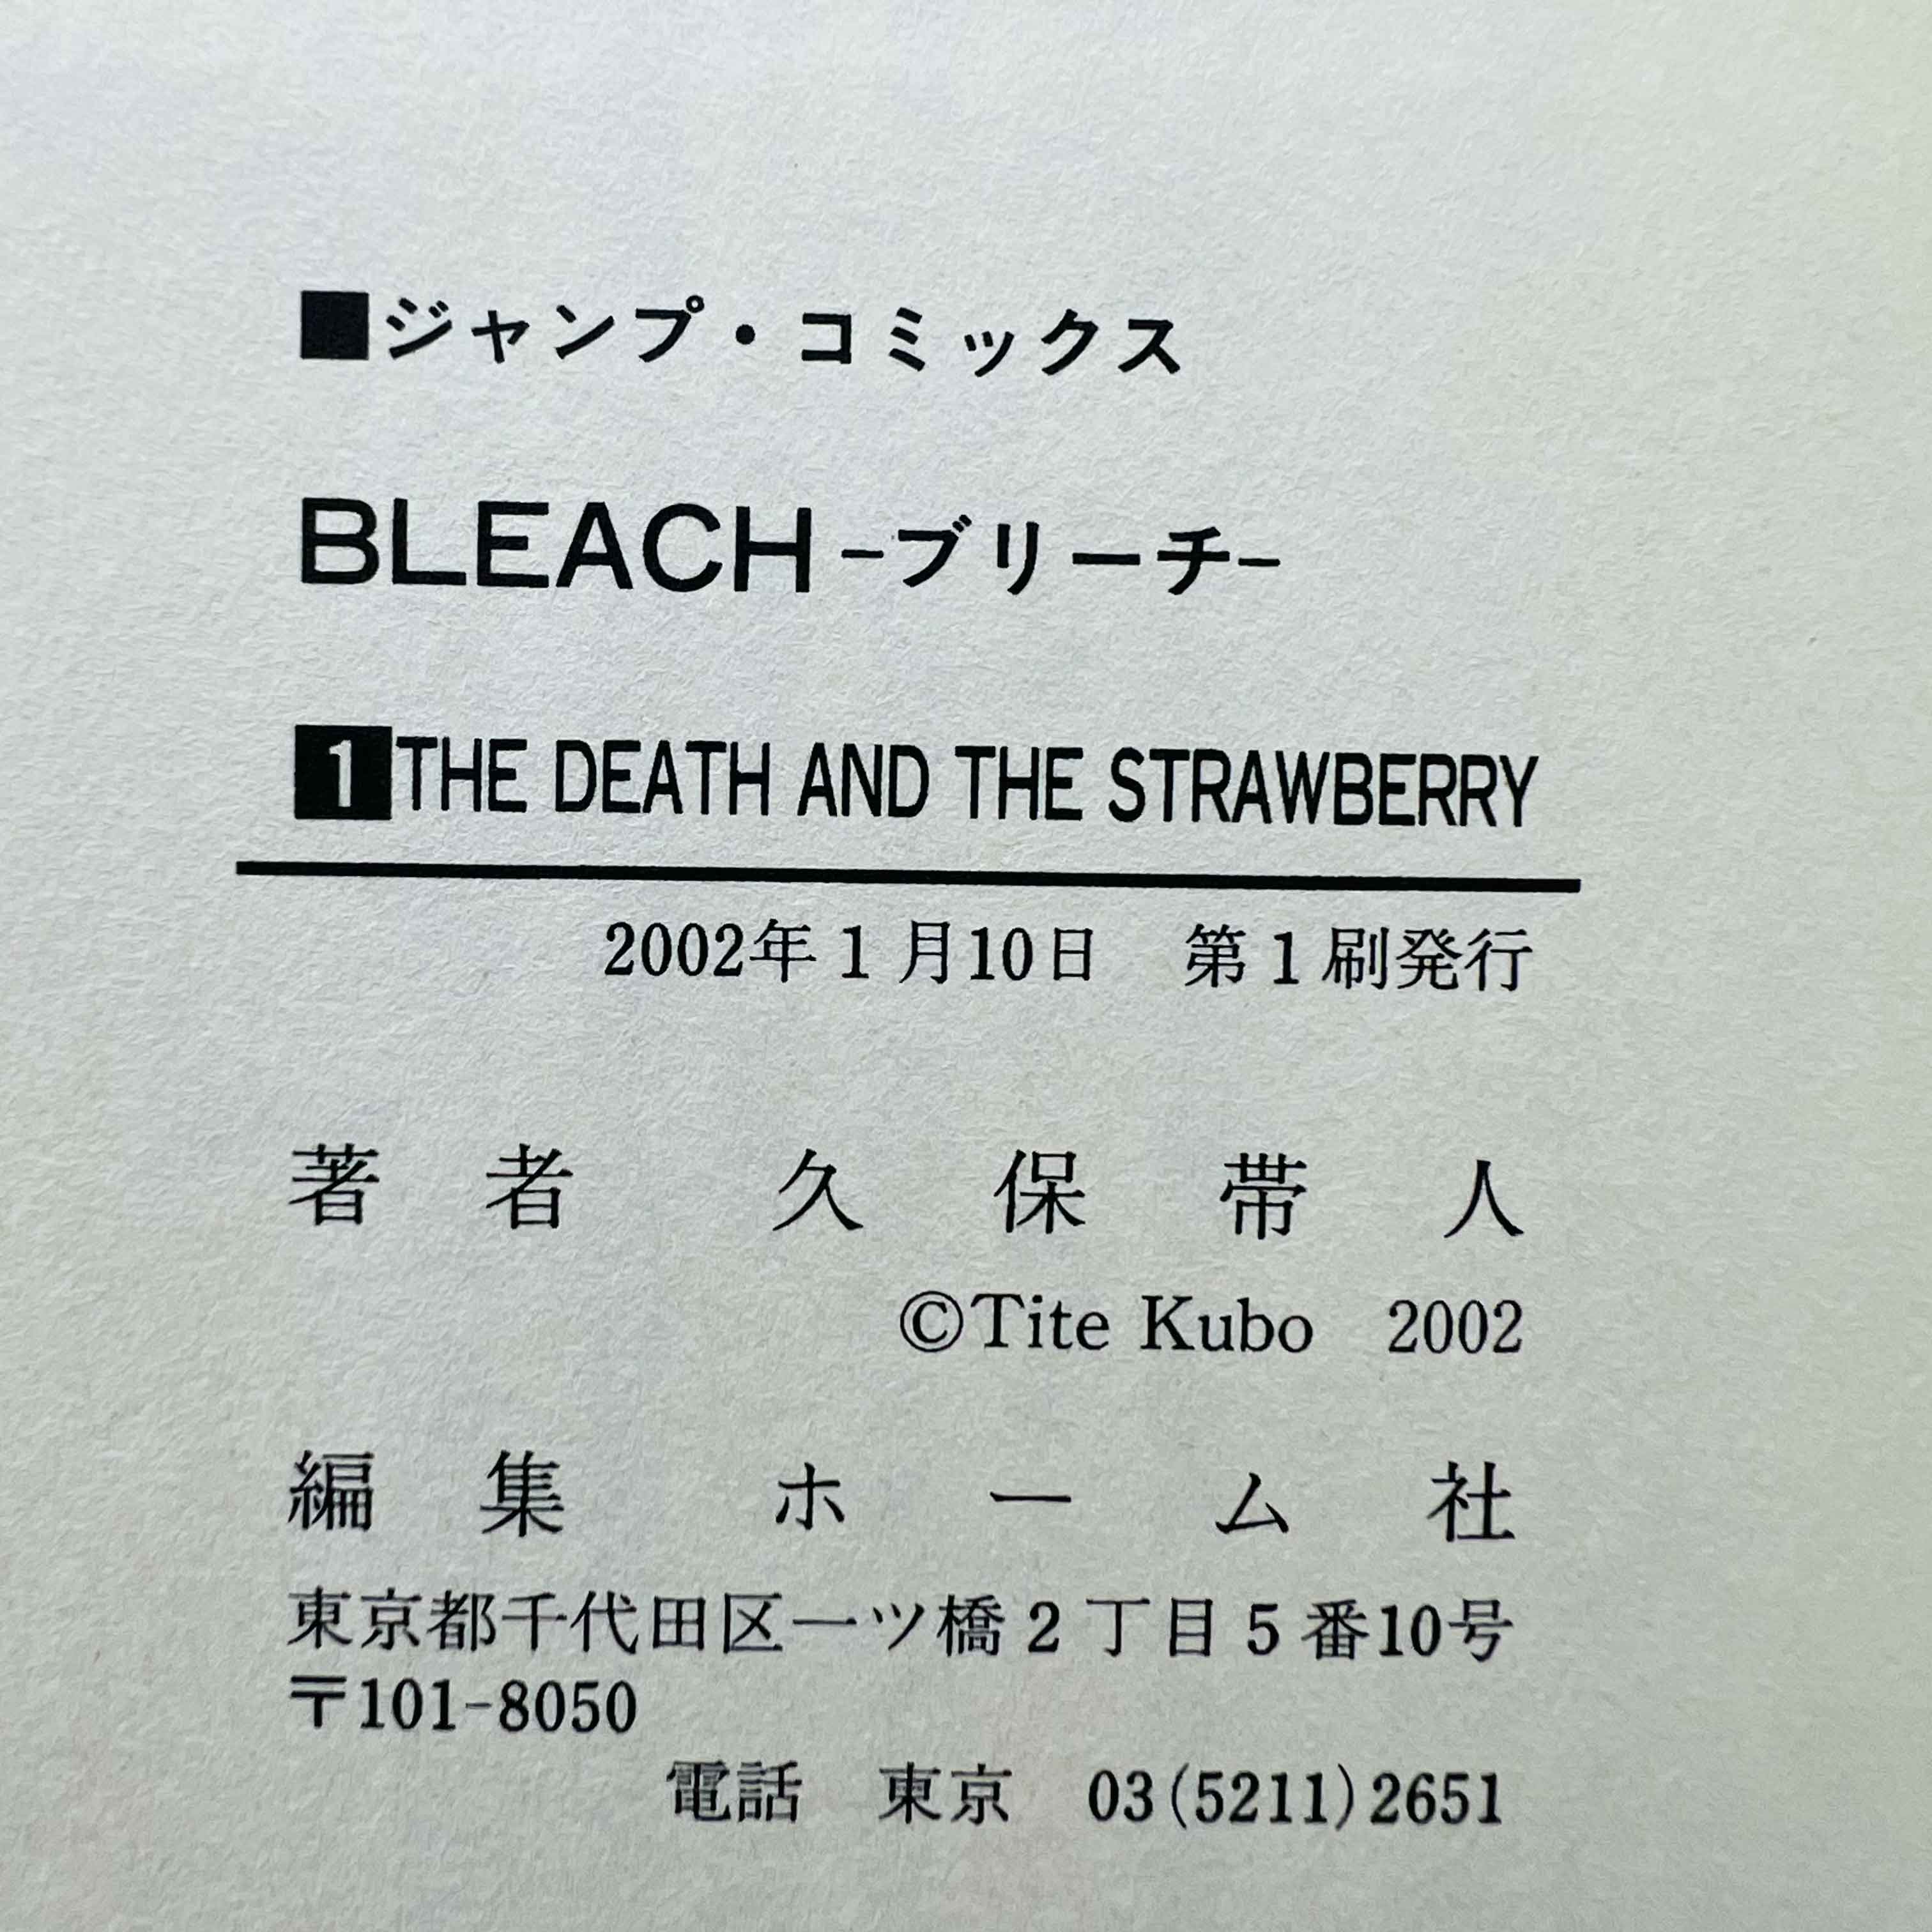 ■ジャンプ・コミックス
BLEACH -ブリーチ-
1 THE DEATH AND THE STRAWBERRY
2002年1月10日　第1刷発行
著者　久保帯人
©Tite Kubo　2002
編集　ホーム社
東京都千代田区一ツ橋2丁目5番10号
〒101-8050
電話　東京　03(5211)2651